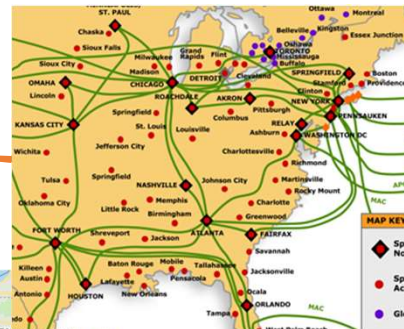 Ottawa
Montreal
ST. PAUL
Chaska
Belleville
Kingston
Essex Junction
Sioux Falls
Oshawa
TORONTO
Mississauga
Buffalo
Grand
Rapids
Flint
Milwaukee
Madison
Sioux City
DETROIT
SPRINGFIELD
Boston
Stamford
Providence
OMAHA
Lincoln
CHICAGO
ROACHDALE
Cleveland
Clinton
NEW YORK
AKRON
Pittsburgh
PENNSAUKEN
KANSAS CITY
Springfield
St. Louis
Columbus
RELAY
Ashburn
WASHINGTON DC
Jefferson City
Louisville
Wichita
Charlottesville
Richmond
Tulsa
Springfield
NASHVILLE
Johnson City
Martinsville
Rocky Mount
MAC
Oklahoma City
Little Rock
Memphis
Birmingham
Charlotte
Greenwood
FORT WORTH
Shreveport
Jackson
ATLANTA
FAIRFAX
MAP KEY
Savannah
Killeen
Austin
Antonio
Baton Rouge
Mobile
Tallahassee
Jacksonville
Lafayette
Pensacola
HOUSTON
New Orleans
Ocala
ORLANDO
Tampa
MAC